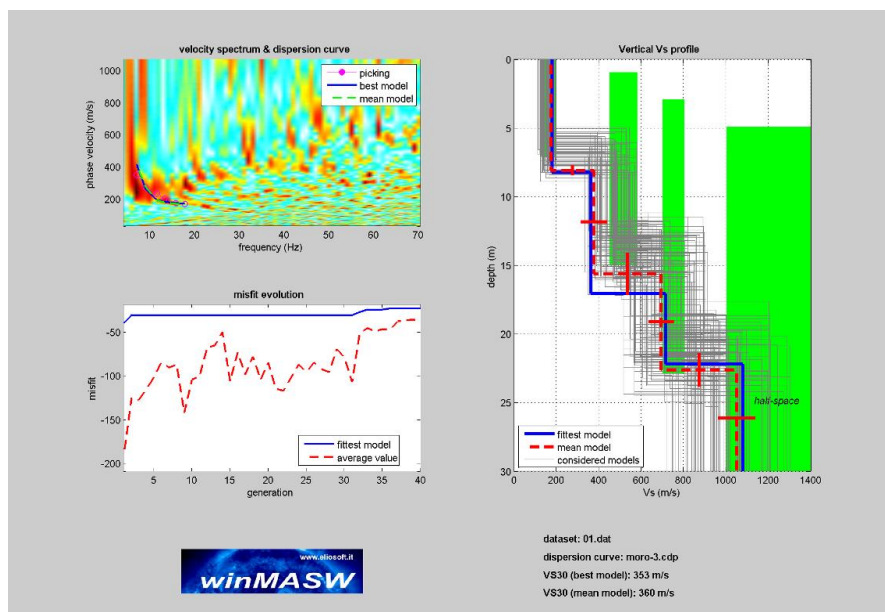 velocity spectrum & dispersion curve
1000
800
600
400
200
phase velocity (m/s)
picking
best model
mean model
10 20 30 40 50 60 70
frequency (Hz)
misfit evolution
-50
-100
-150
-200
misfit
fittest model
average value
5 10 15 20 25 30 35 40
generation
www.eliosoft.it
winMASW
Vertical Vs profile
0
5
10
15
20
25
30
depth (m)
half-space
fittest model
mean model
considered models
0 200 400 600 800 1000 1200 1400
Vs (m/s)
dataset: 01.dat
dispersion curve: moro-3.cdp
VS30 (best model): 353 m/s
VS30 (mean model): 360 m/s